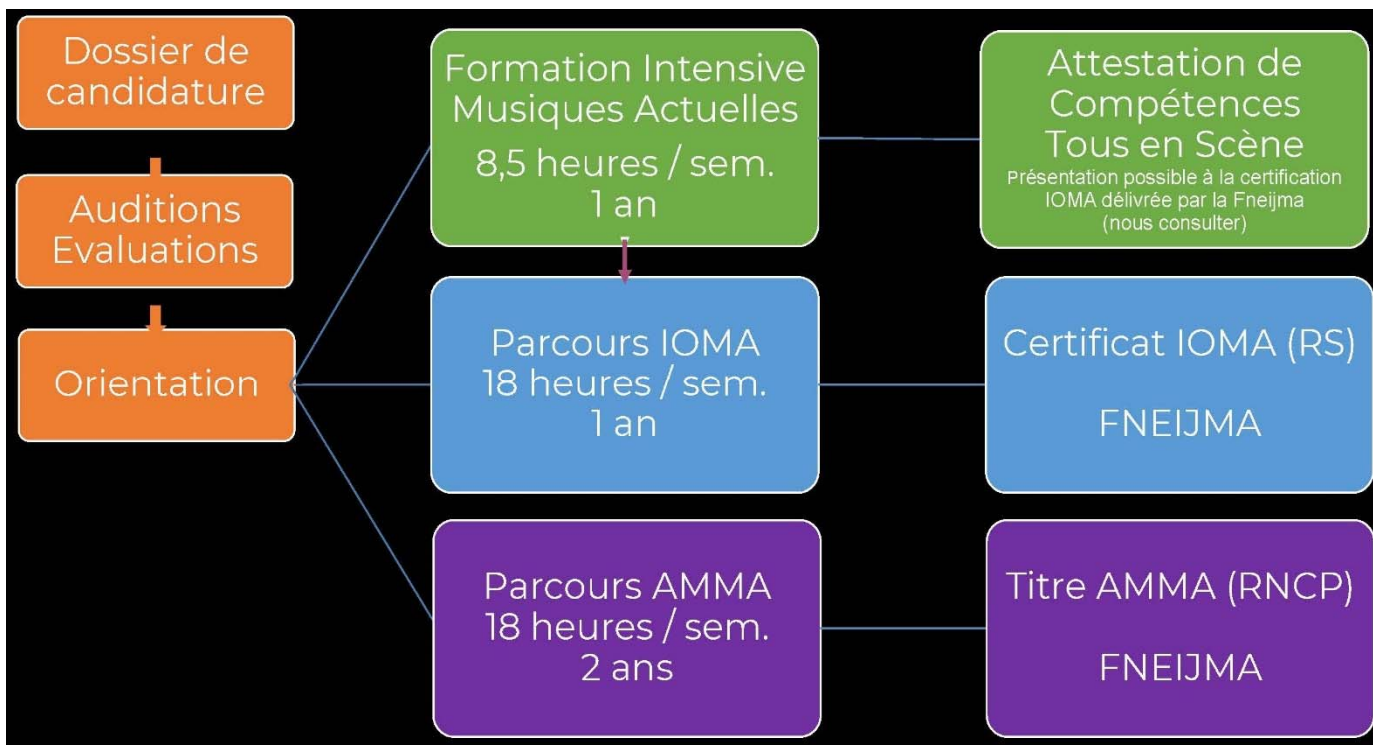 Dossier de
candidature
Auditions
Evaluations
Orientation
Formation Intensive
Musiques Actuelles
8,5 heures / sem.
1 an
Attestation de
Compétences
Tous en Scène
Présentation possible à la certification
IOMA délivrée par la Fneijma
(nous consulter)
Parcours IOMA
18 heures / sem.
1 an
Certificat IOMA (RS)
FNEIJMA
Parcours AMMA
18 heures / sem.
2 ans
Titre AMMA (RNCP)
FNEIJMA